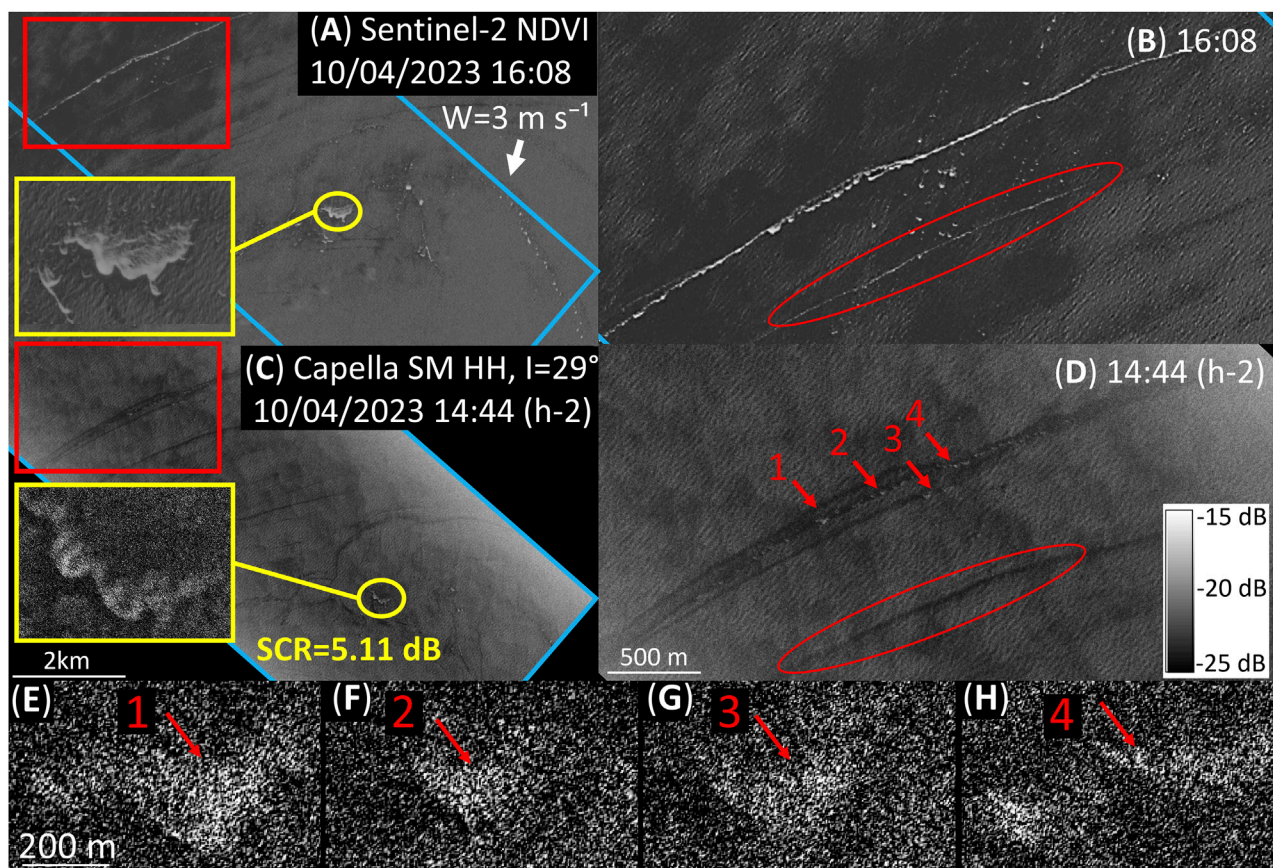 (A) Sentinel-2 NDVI
10/04/2023 16:08
W=3 m s⁻¹
(B) 16:08
(C) Capella SM HH, I=29°
10/04/2023 14:44 (h-2)
SCR=5.11 dB
2km
(D) 14:44 (h-2)
1
2
3
4
500 m
-15 dB
-20 dB
-25 dB
(E)
1
200 m
(F)
2
(G)
3
(H)
4